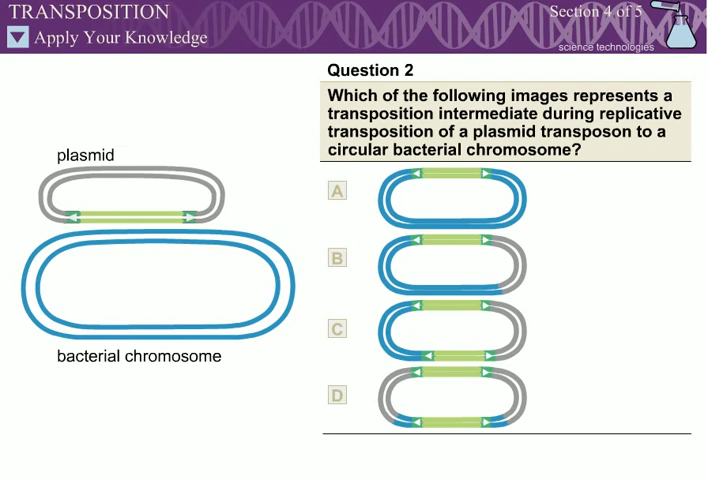 TRANSPOSITION
Section 4 of 5
Apply Your Knowledge
science technologies
Question 2
Which of the following images represents a
transposition intermediate during replicative
transposition of a plasmid transposon to a
circular bacterial chromosome?
plasmid
bacterial chromosome
A
B
C
D